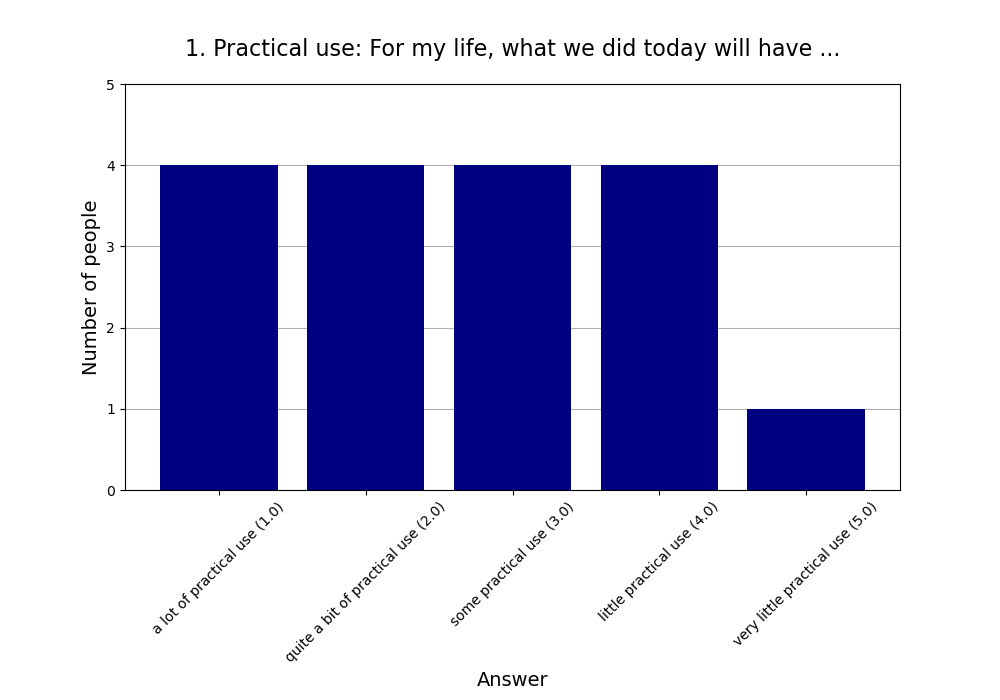 1. Practical use: For my life, what we did today will have ...
5
4
3
2
1
0
Number of people
a lot of practical use (1.0)
quite a bit of practical use (2.0)
some practical use (3.0)
little practical use (4.0)
very little practical use (5.0)
Answer